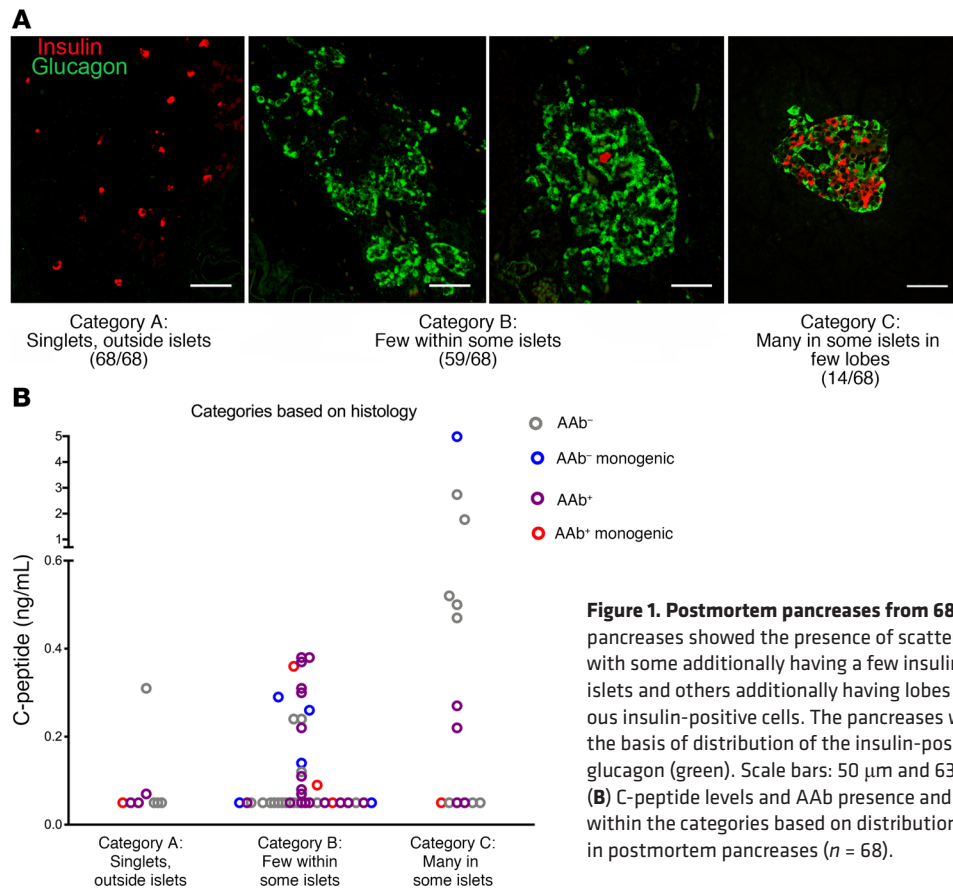 A
Insulin
Glucagon
Category A:
Singlets, outside islets
(68/68)
Category B:
Few within some islets
(59/68)
Category C:
Many in some islets in
few lobes
(14/68)
B
Categories based on histology
AAb⁻
AAb⁻ monogenic
AAb⁺
AAb⁺ monogenic
C-peptide (ng/mL)
5
4
3
2
1
0.6
0.4
0.2
0.0
Category A:
Singlets,
outside islets
Category B:
Few within
some islets
Category C:
Many in
some islets
Figure 1. Postmortem pancreases from 68
pancreases showed the presence of scatte
with some additionally having a few insulin
islets and others additionally having lobes
ous insulin-positive cells. The pancreases w
the basis of distribution of the insulin-pos
glucagon (green). Scale bars: 50 μm and 63
(B) C-peptide levels and AAb presence and
within the categories based on distribution
in postmortem pancreases (n = 68).